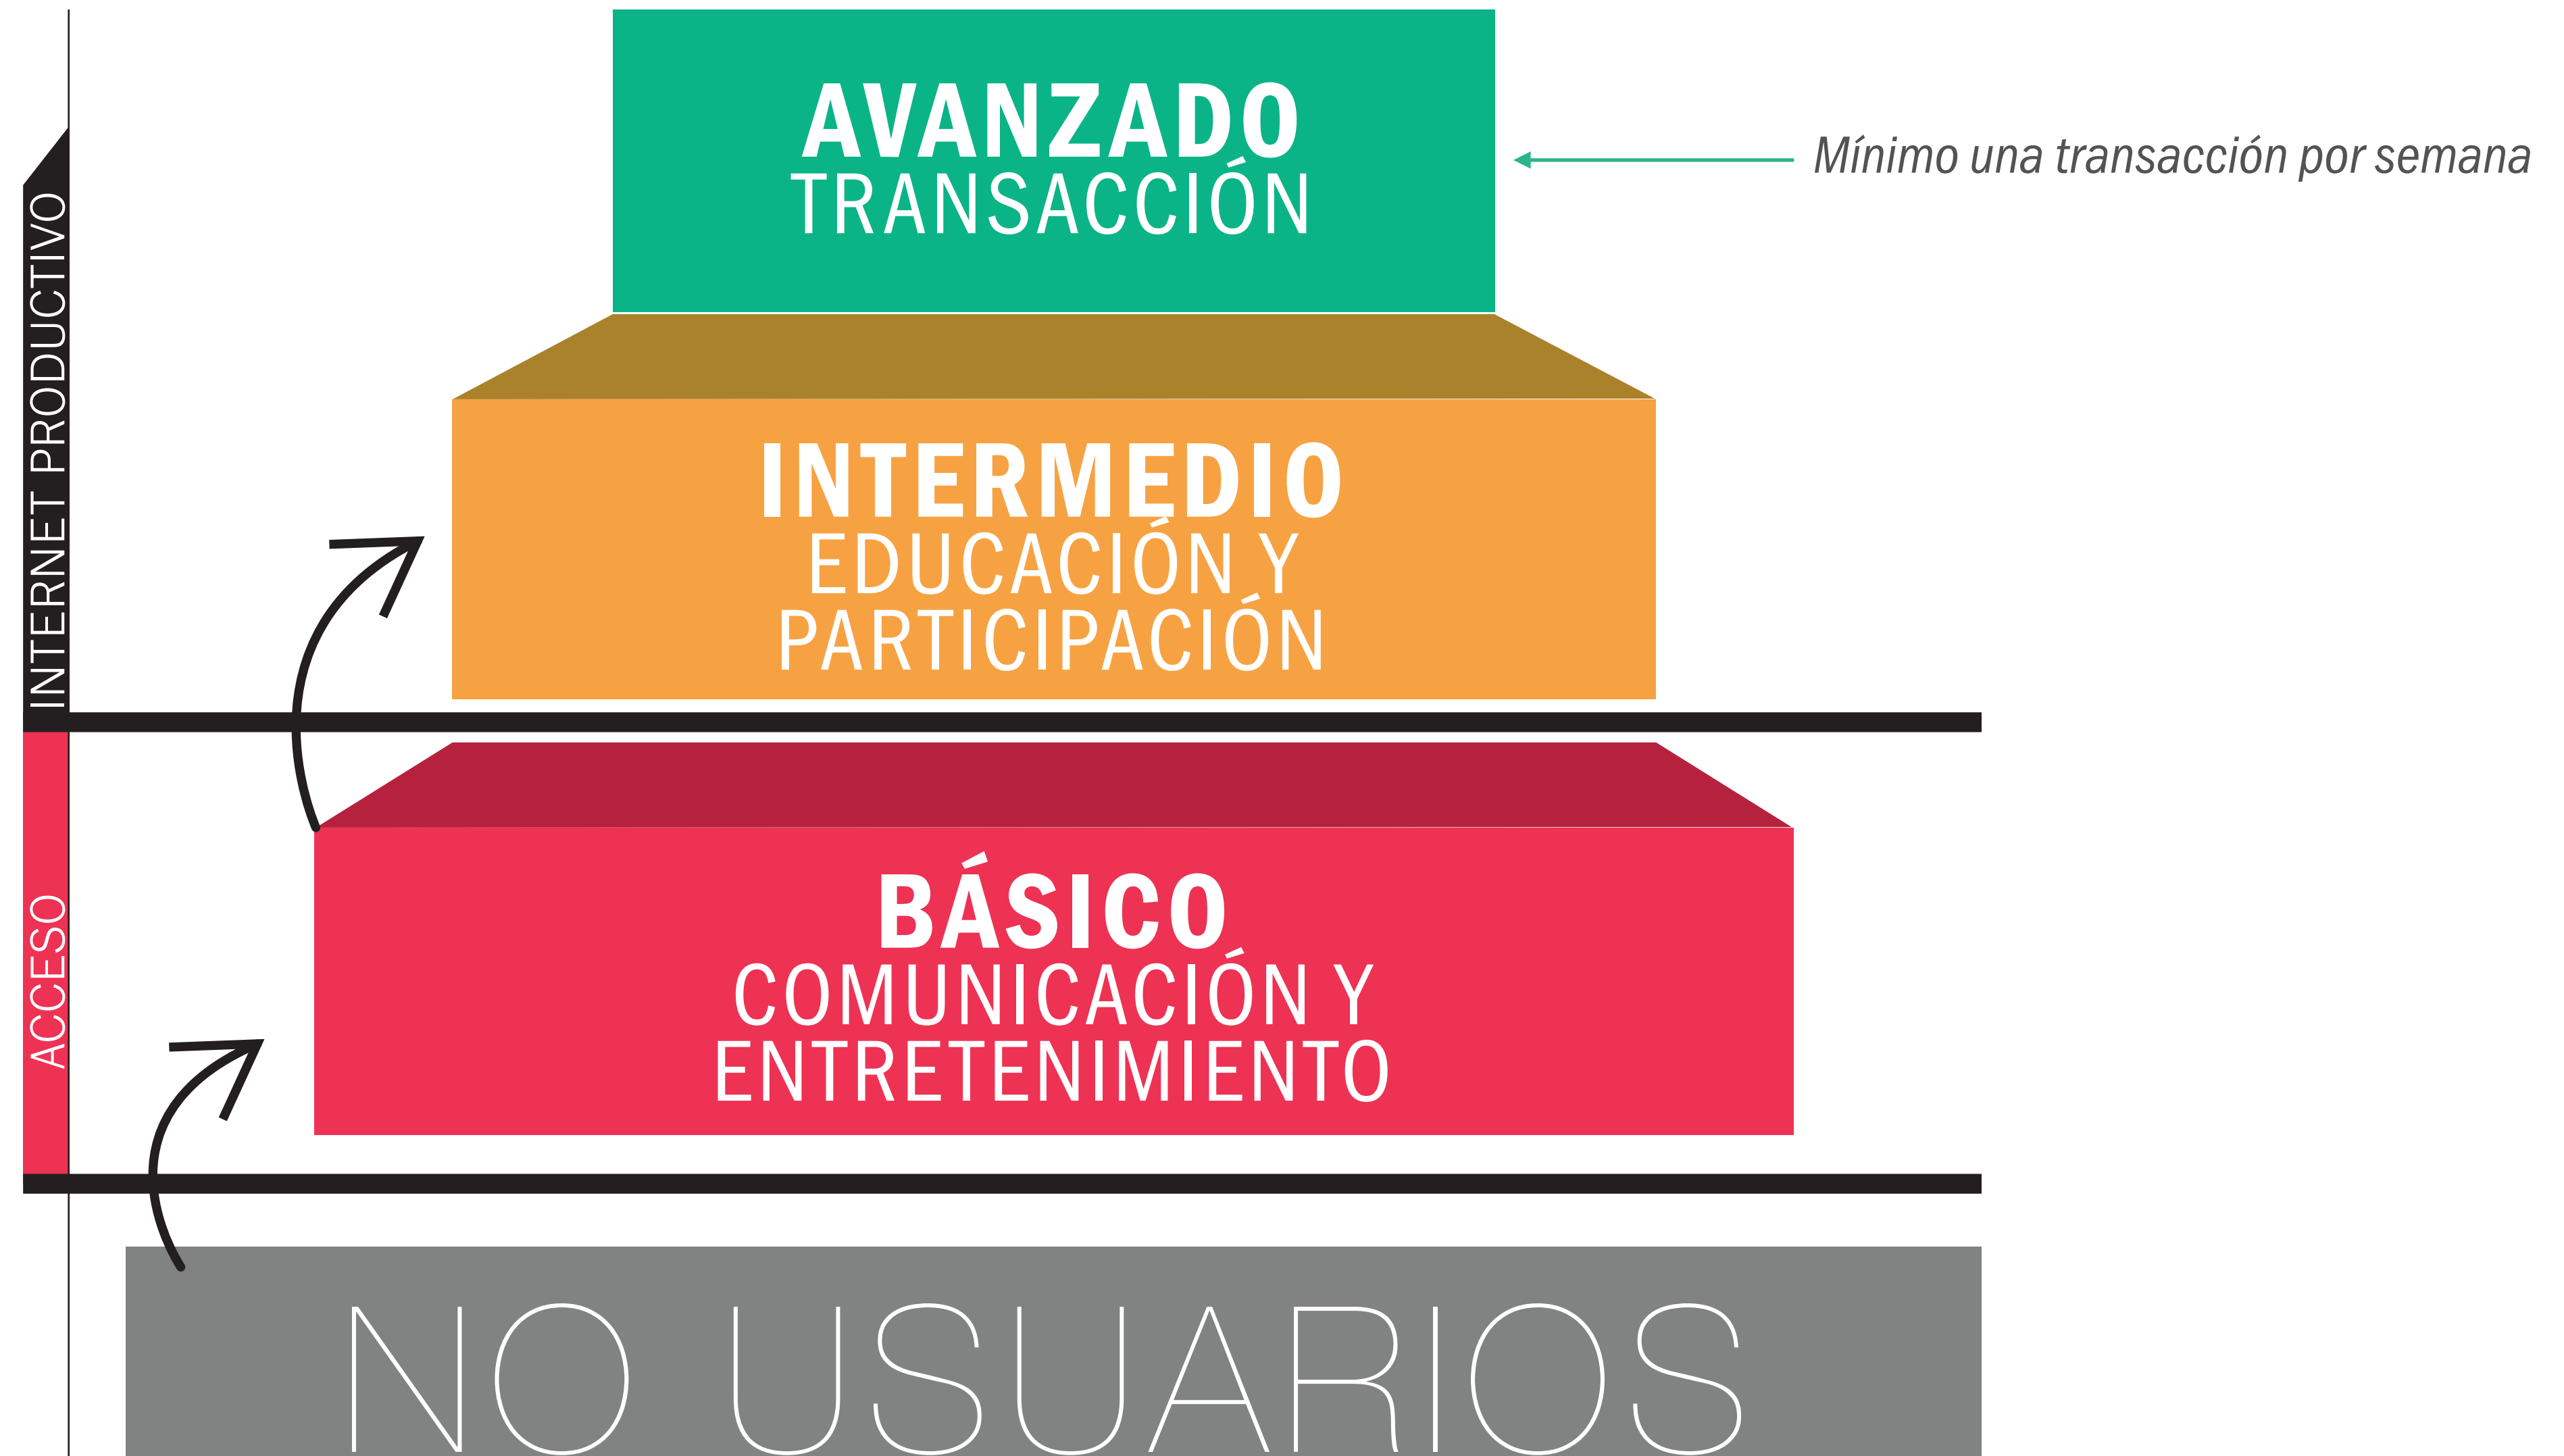 AVANZADO
TRANSACCIÓN
Mínimo una transacción por semana
INTERNET PRODUCTIVO
INTERMEDIO
EDUCACIÓN Y
PARTICIPACIÓN
ACCESO
BÁSICO
COMUNICACIÓN Y
ENTRETENIMIENTO
NO USUARIOS